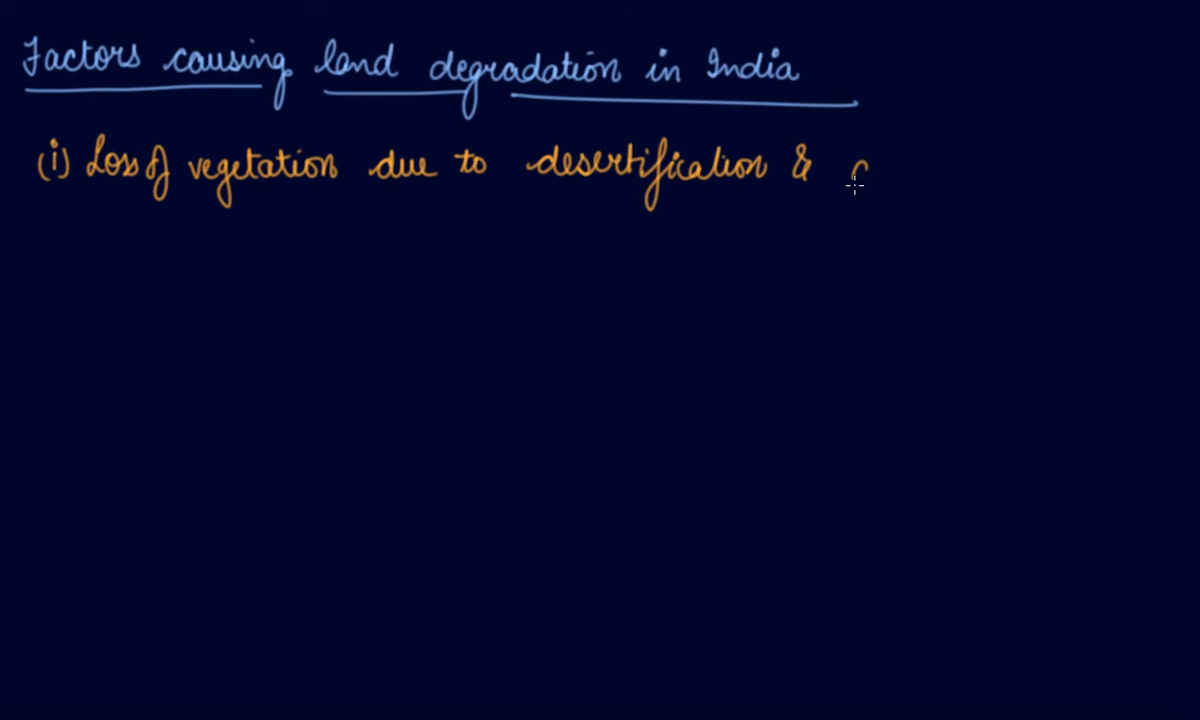 Factors causing land degradation in India
(i) Loss of vegetation due to desertification &